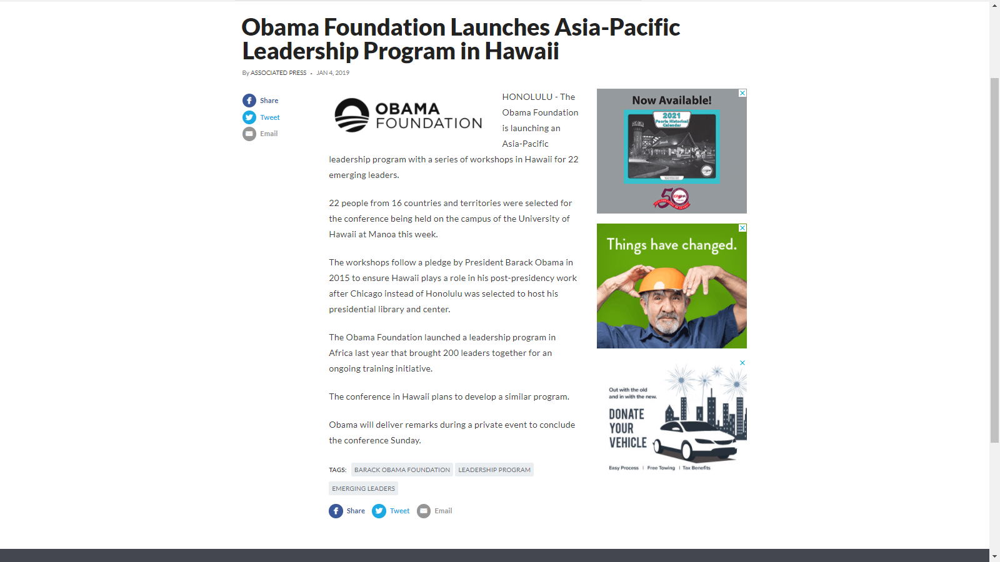 Obama Foundation Launches Asia-Pacific
Leadership Program in Hawaii
By ASSOCIATED PRESS • JAN 4, 2019
Share
Tweet
Email
OBAMA
FOUNDATION
HONOLULU - The
Obama Foundation
is launching an
Asia-Pacific
leadership program with a series of workshops in Hawaii for 22
emerging leaders.
22 people from 16 countries and territories were selected for
the conference being held on the campus of the University of
Hawaii at Manoa this week.
The workshops follow a pledge by President Barack Obama in
2015 to ensure Hawaii plays a role in his post-presidency work
after Chicago instead of Honolulu was selected to host his
presidential library and center.
The Obama Foundation launched a leadership program in
Africa last year that brought 200 leaders together for an
ongoing training initiative.
The conference in Hawaii plans to develop a similar program.
Obama will deliver remarks during a private event to conclude
the conference Sunday.
TAGS: BARACK OBAMA FOUNDATION LEADERSHIP PROGRAM
EMERGING LEADERS
Share Tweet Email
Now Available!
2021
Peoria Historical
Calendar
50
Things have changed.
Out with the old
and in with the new.
DONATE
YOUR
VEHICLE
Easy Process | Free Towing | Tax Benefits